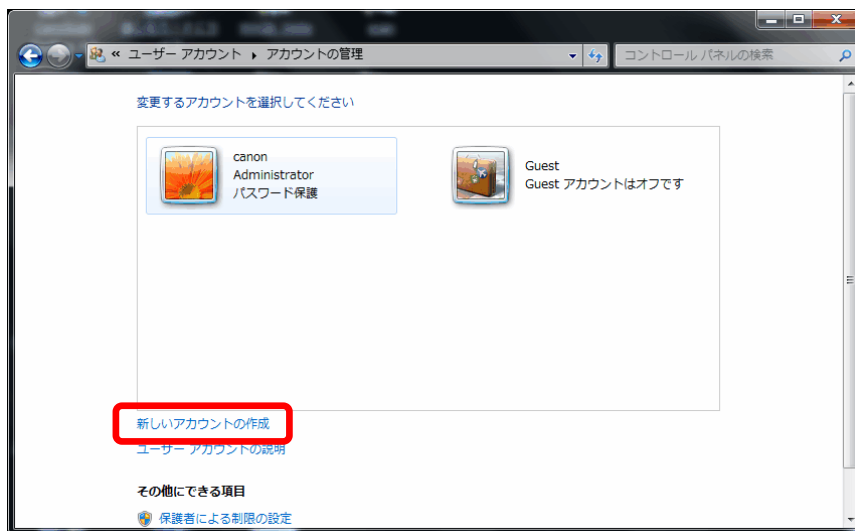 « ユーザー アカウント ▸ アカウントの管理
コントロール パネルの検索
変更するアカウントを選択してください
canon
Administrator
パスワード保護
Guest
Guest アカウントはオフです
新しいアカウントの作成
ユーザー アカウントの説明
その他にできる項目
保護者による制限の設定